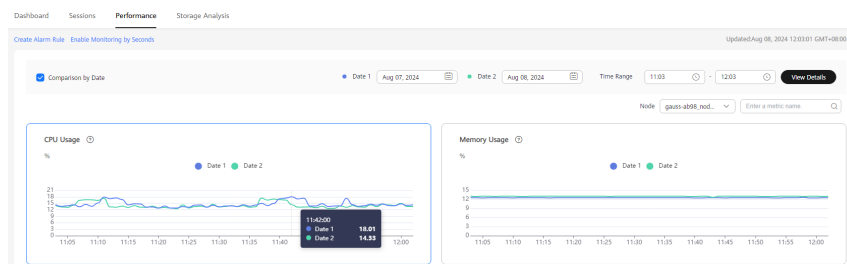 Dashboard Sessions Performance Storage Analysis
Create Alarm Rule Enable Monitoring by Seconds Updated:Aug 08, 2024 12:03:01 GMT+08:00
Comparison by Date Date 1 Aug 07, 2024 Date 2 Aug 08, 2024 Time Range 11:03 - 12:03 View Details
Node gauss-ab98_nod... Enter a metric name.
CPU Usage ? Memory Usage ?
% %
Date 1 Date 2 Date 1 Date 2
21
18
15
12
9
6
3
0
11:42:00
Date 1 18.01
Date 2 14.33
11:05 11:10 11:15 11:20 11:25 11:30 11:35 11:40 12:00
15
12
9
6
3
0
11:05 11:10 11:15 11:20 11:25 11:30 11:35 11:40 11:45 11:50 11:55 12:00